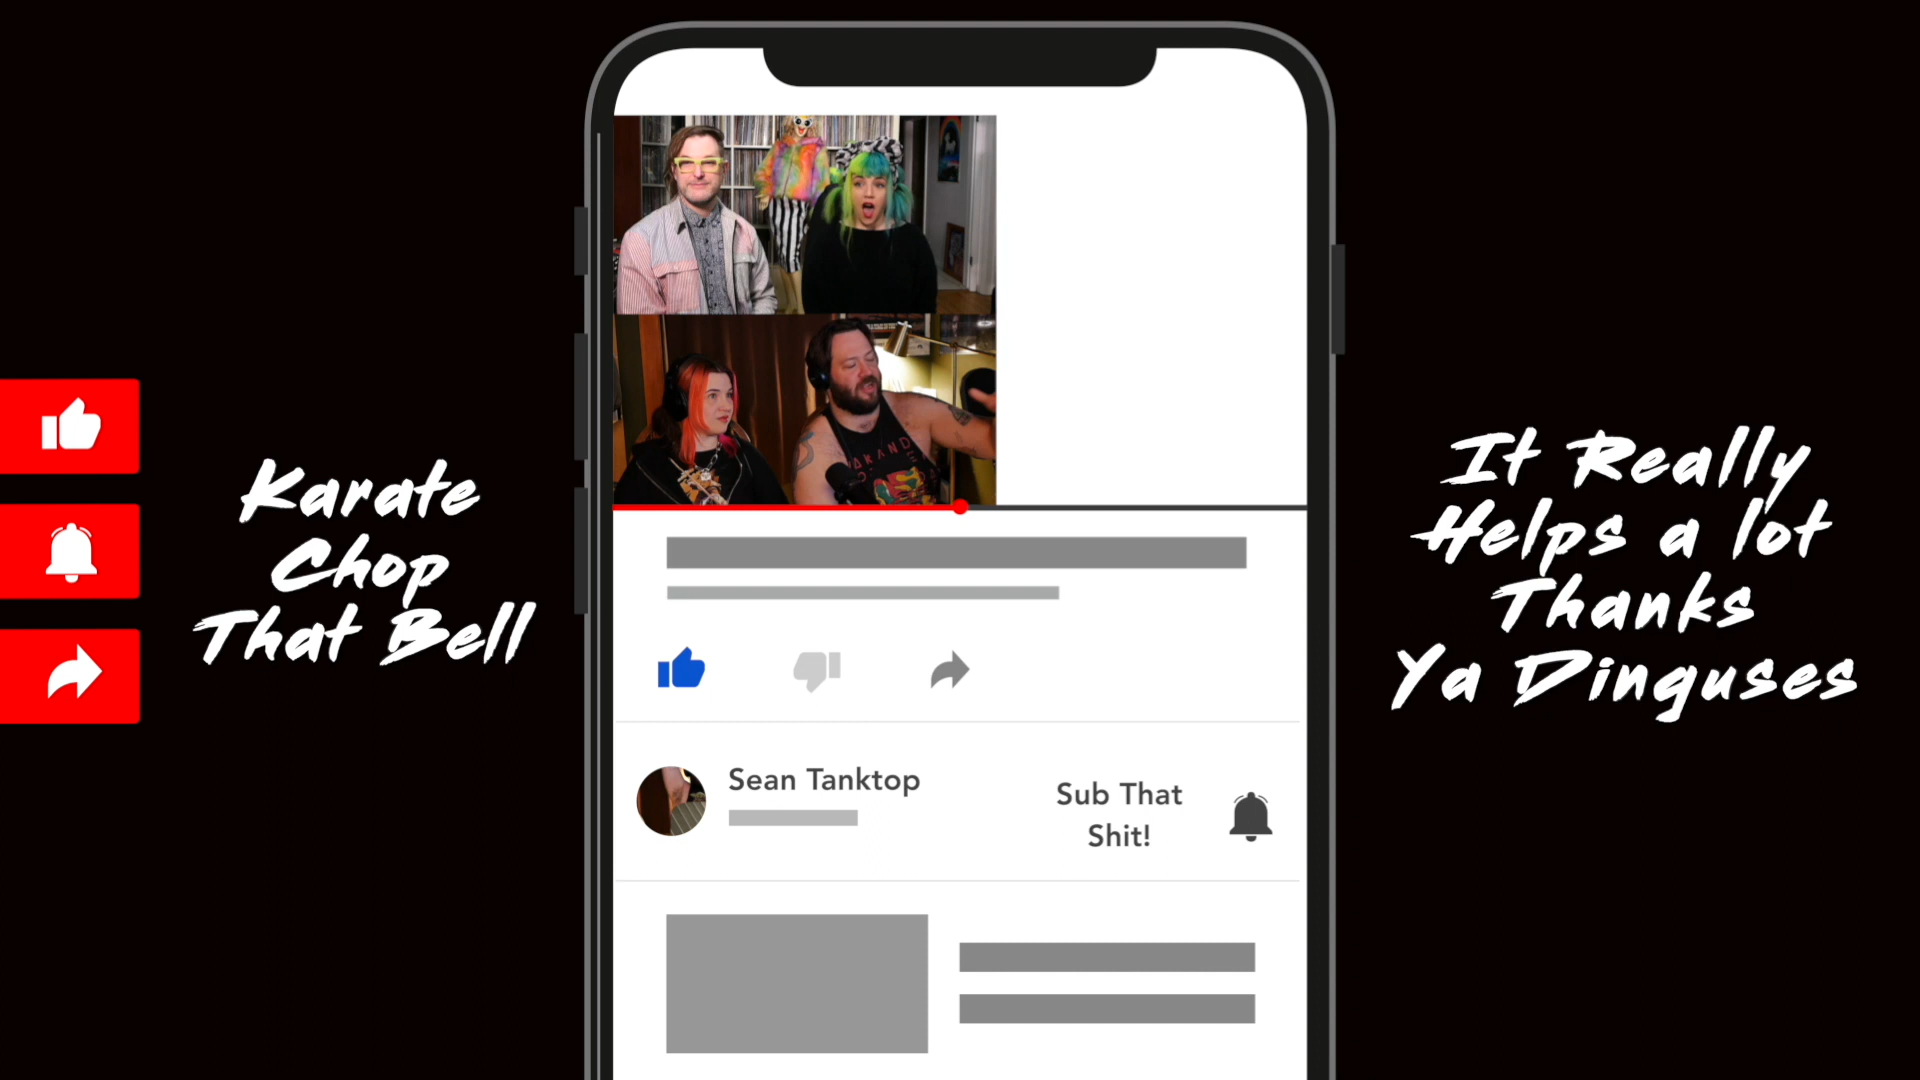 Karate
Chop
That Bell
Sean Tanktop
Sub That
Shit!
It Really
Helps a lot
Thanks
Ya Dinguses